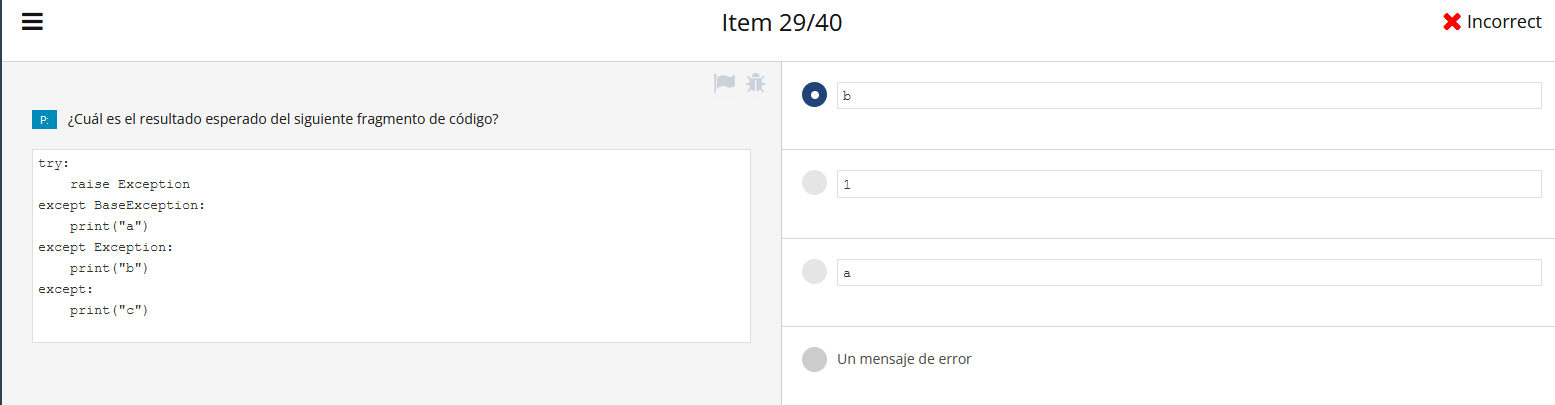 Item 29/40
Incorrect
P: ¿Cuál es el resultado esperado del siguiente fragmento de código?
try:
    raise Exception
except BaseException:
    print("a")
except Exception:
    print("b")
except:
    print("c")
b
1
a
Un mensaje de error